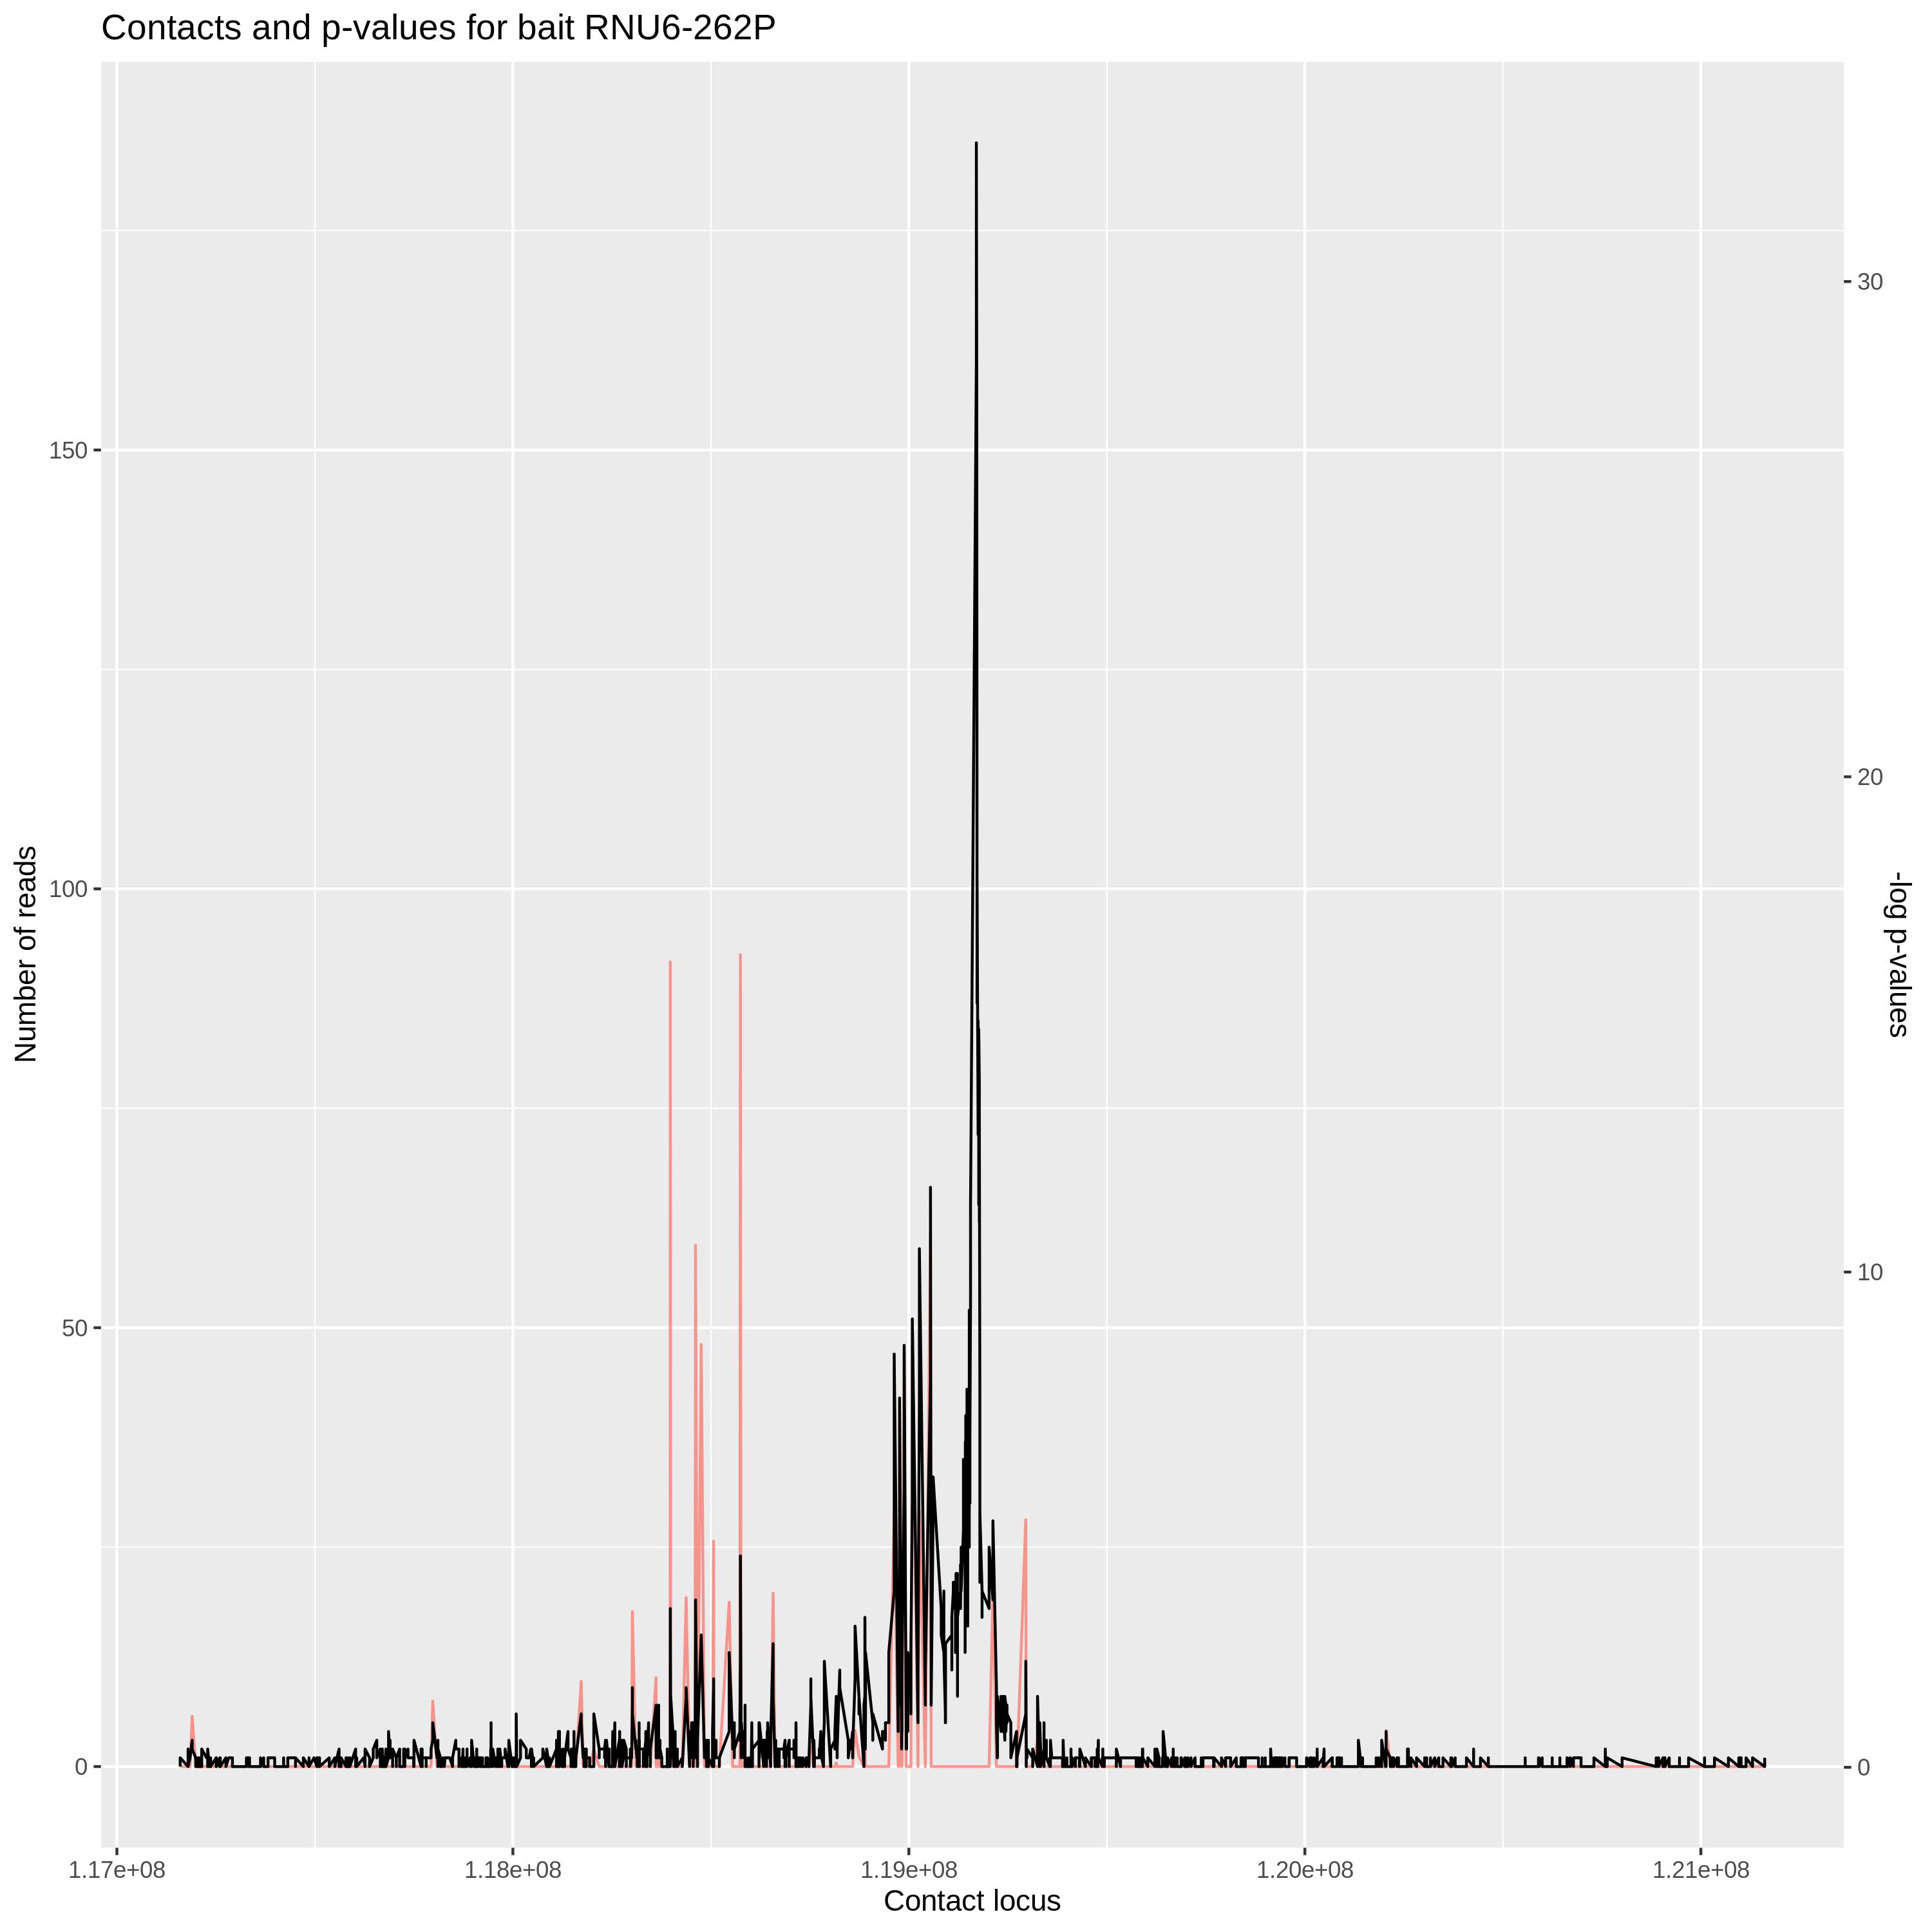 Contacts and p-values for bait RNU6-262P
Number of reads
150
100
50
0
30
20
10
0
-log p-values
1.17e+08 1.18e+08 1.19e+08 1.20e+08 1.21e+08
Contact locus